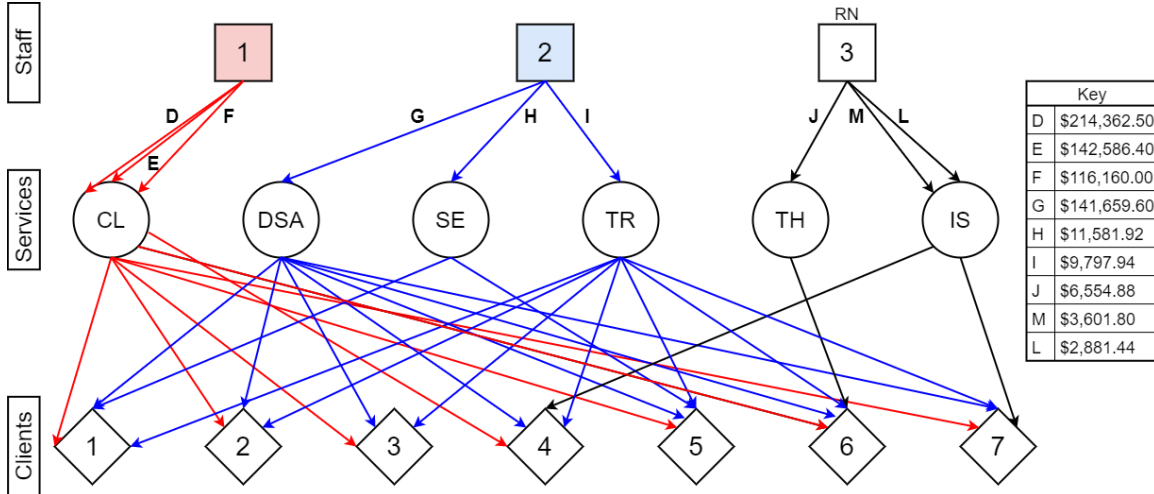 Staff
1
2
RN
3
D
F
E
G
H
I
J
M
L
Key
D $214,362.50
E $142,586.40
F $116,160.00
G $141,659.60
H $11,581.92
I $9,797.94
J $6,554.88
M $3,601.80
L $2,881.44
Services
CL
DSA
SE
TR
TH
IS
Clients
1
2
3
4
5
6
7